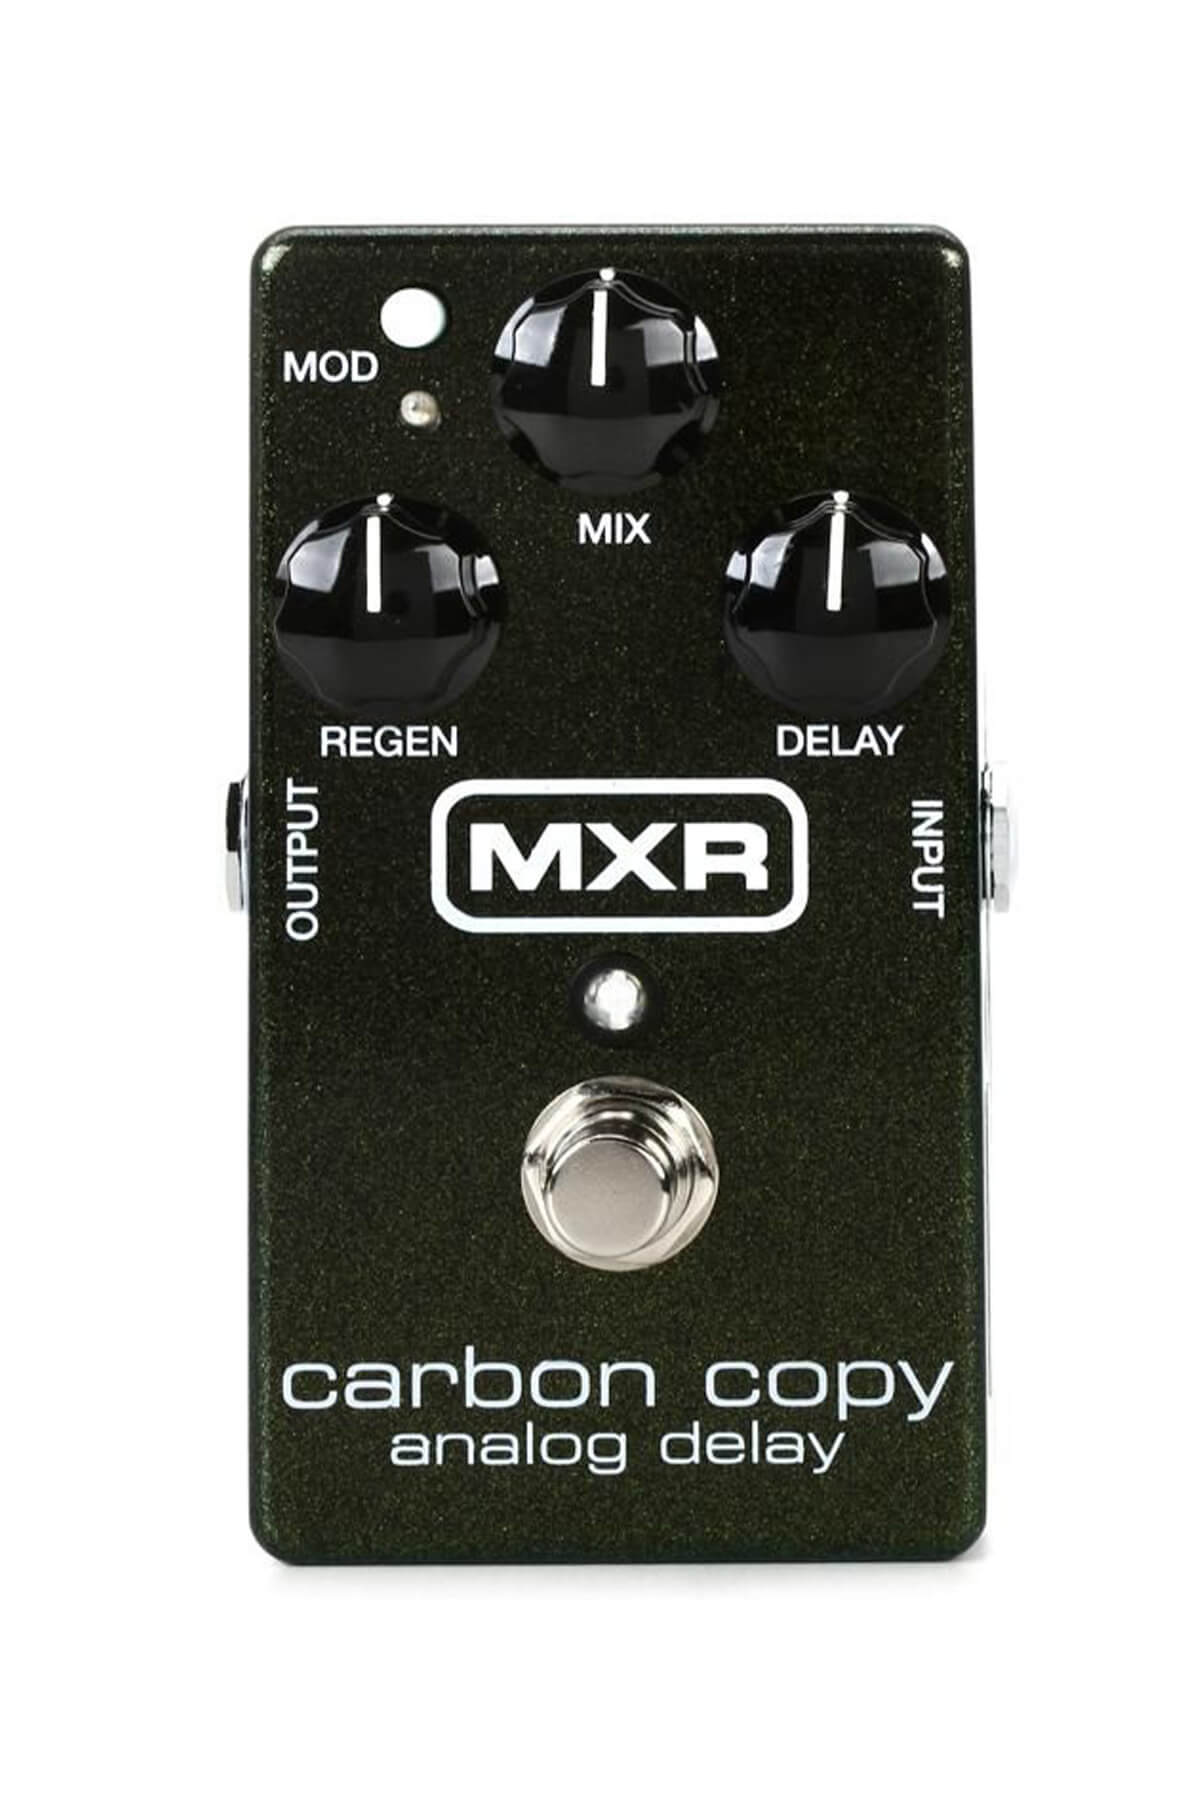 MOD
MIX
REGEN
DELAY
OUTPUT
INPUT
MXR
carbon copy
analog delay